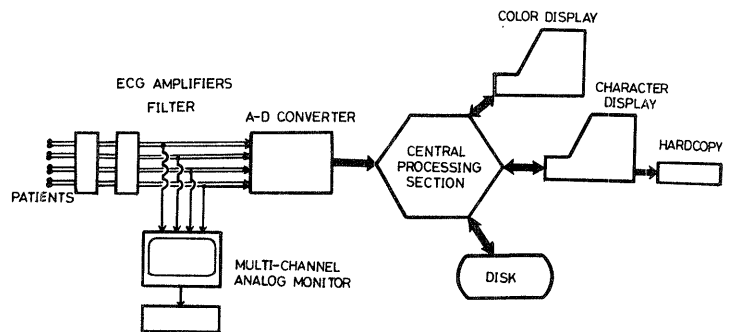 COLOR DISPLAY
ECG AMPLIFIERS
FILTER
A-D CONVERTER
CHARACTER
DISPLAY
HARDCOPY
CENTRAL
PROCESSING
SECTION
PATIENTS
MULTI-CHANNEL
ANALOG MONITOR
DISK